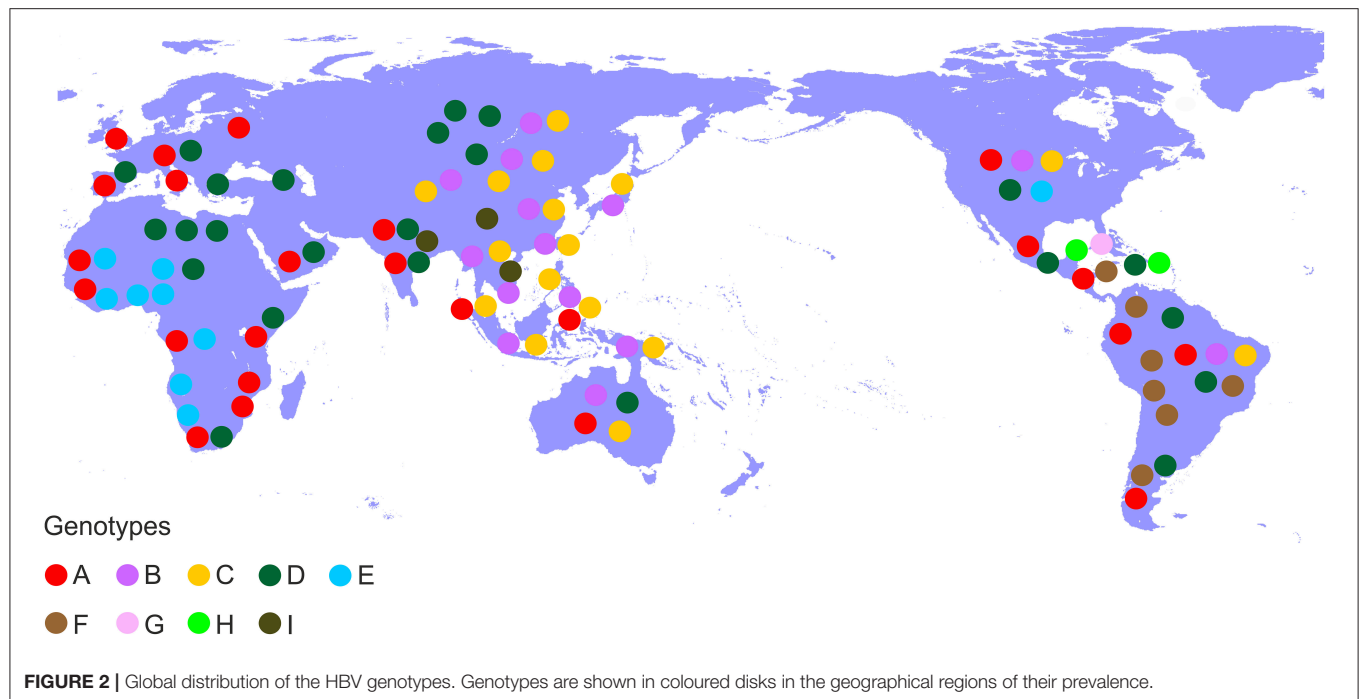 Genotypes
A B C D E
F G H I
FIGURE 2 | Global distribution of the HBV genotypes. Genotypes are shown in coloured disks in the geographical regions of their prevalence.